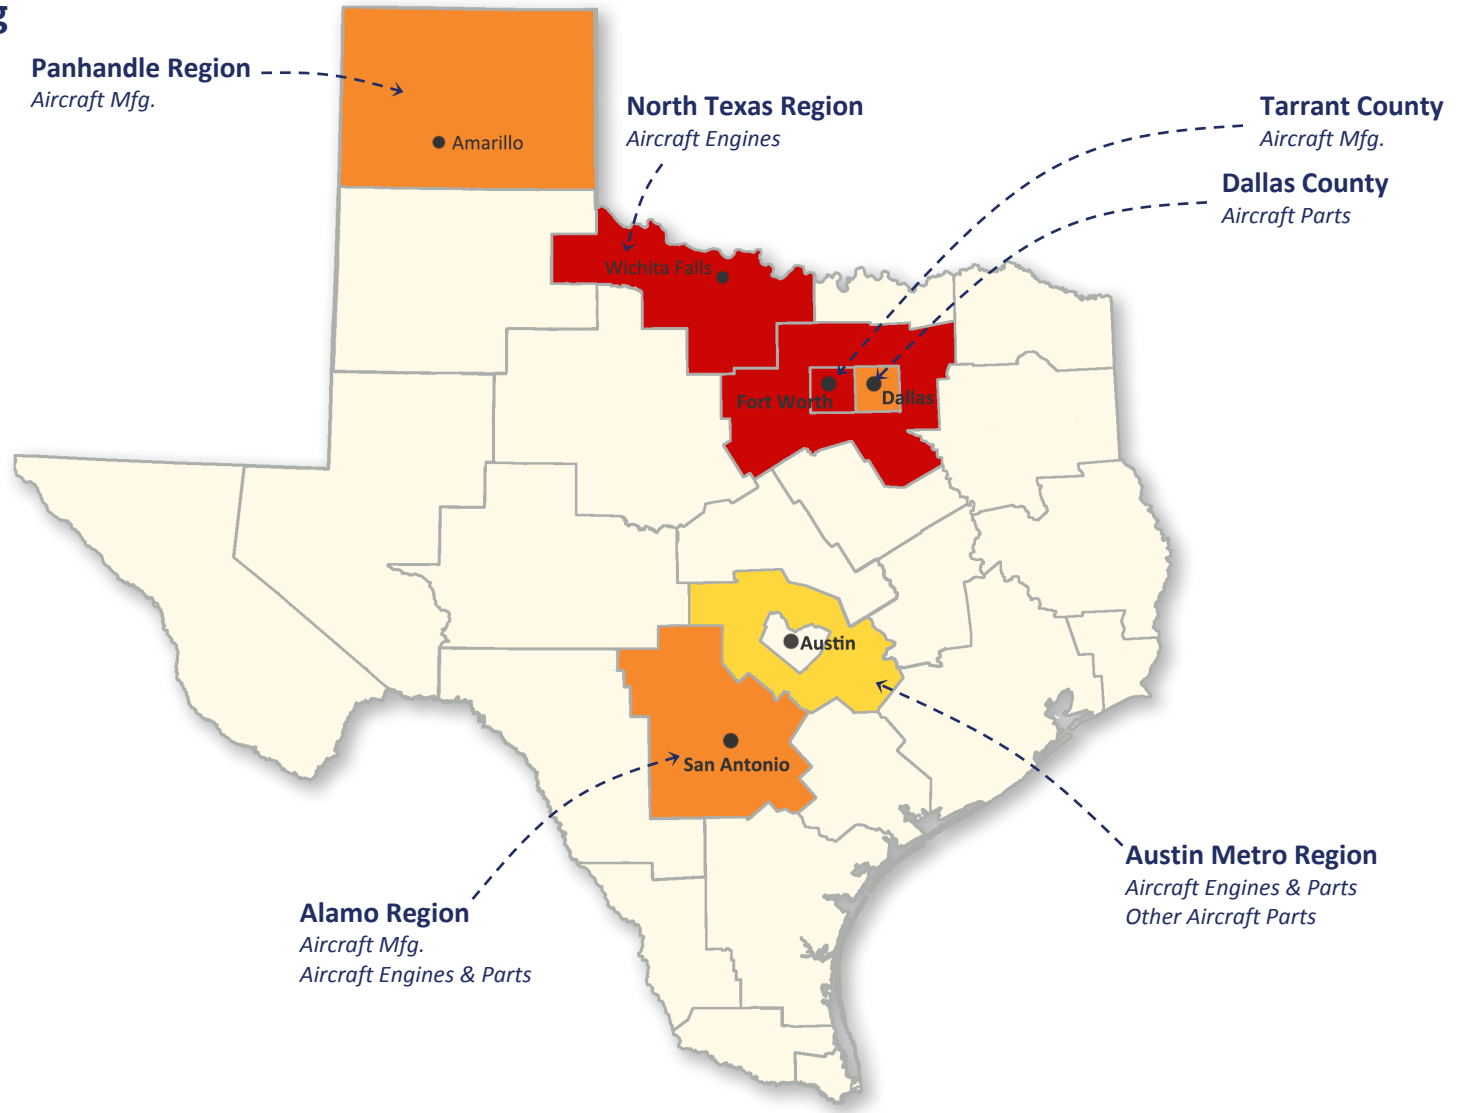 Panhandle Region
Aircraft Mfg.
Amarillo
North Texas Region
Aircraft Engines
Tarrant County
Aircraft Mfg.
Dallas County
Aircraft Parts
Wichita Falls
Fort Worth
Dallas
Austin
San Antonio
Alamo Region
Aircraft Mfg.
Aircraft Engines & Parts
Austin Metro Region
Aircraft Engines & Parts
Other Aircraft Parts